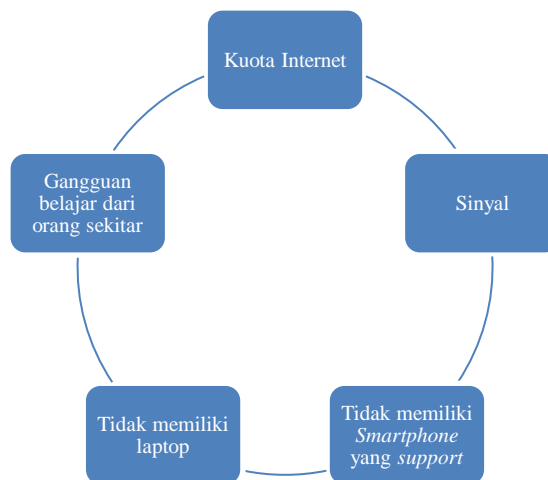 Kuota Internet
Sinyal
Tidak memiliki
Smartphone
yang support
Tidak memiliki
laptop
Gangguan
belajar dari
orang sekitar